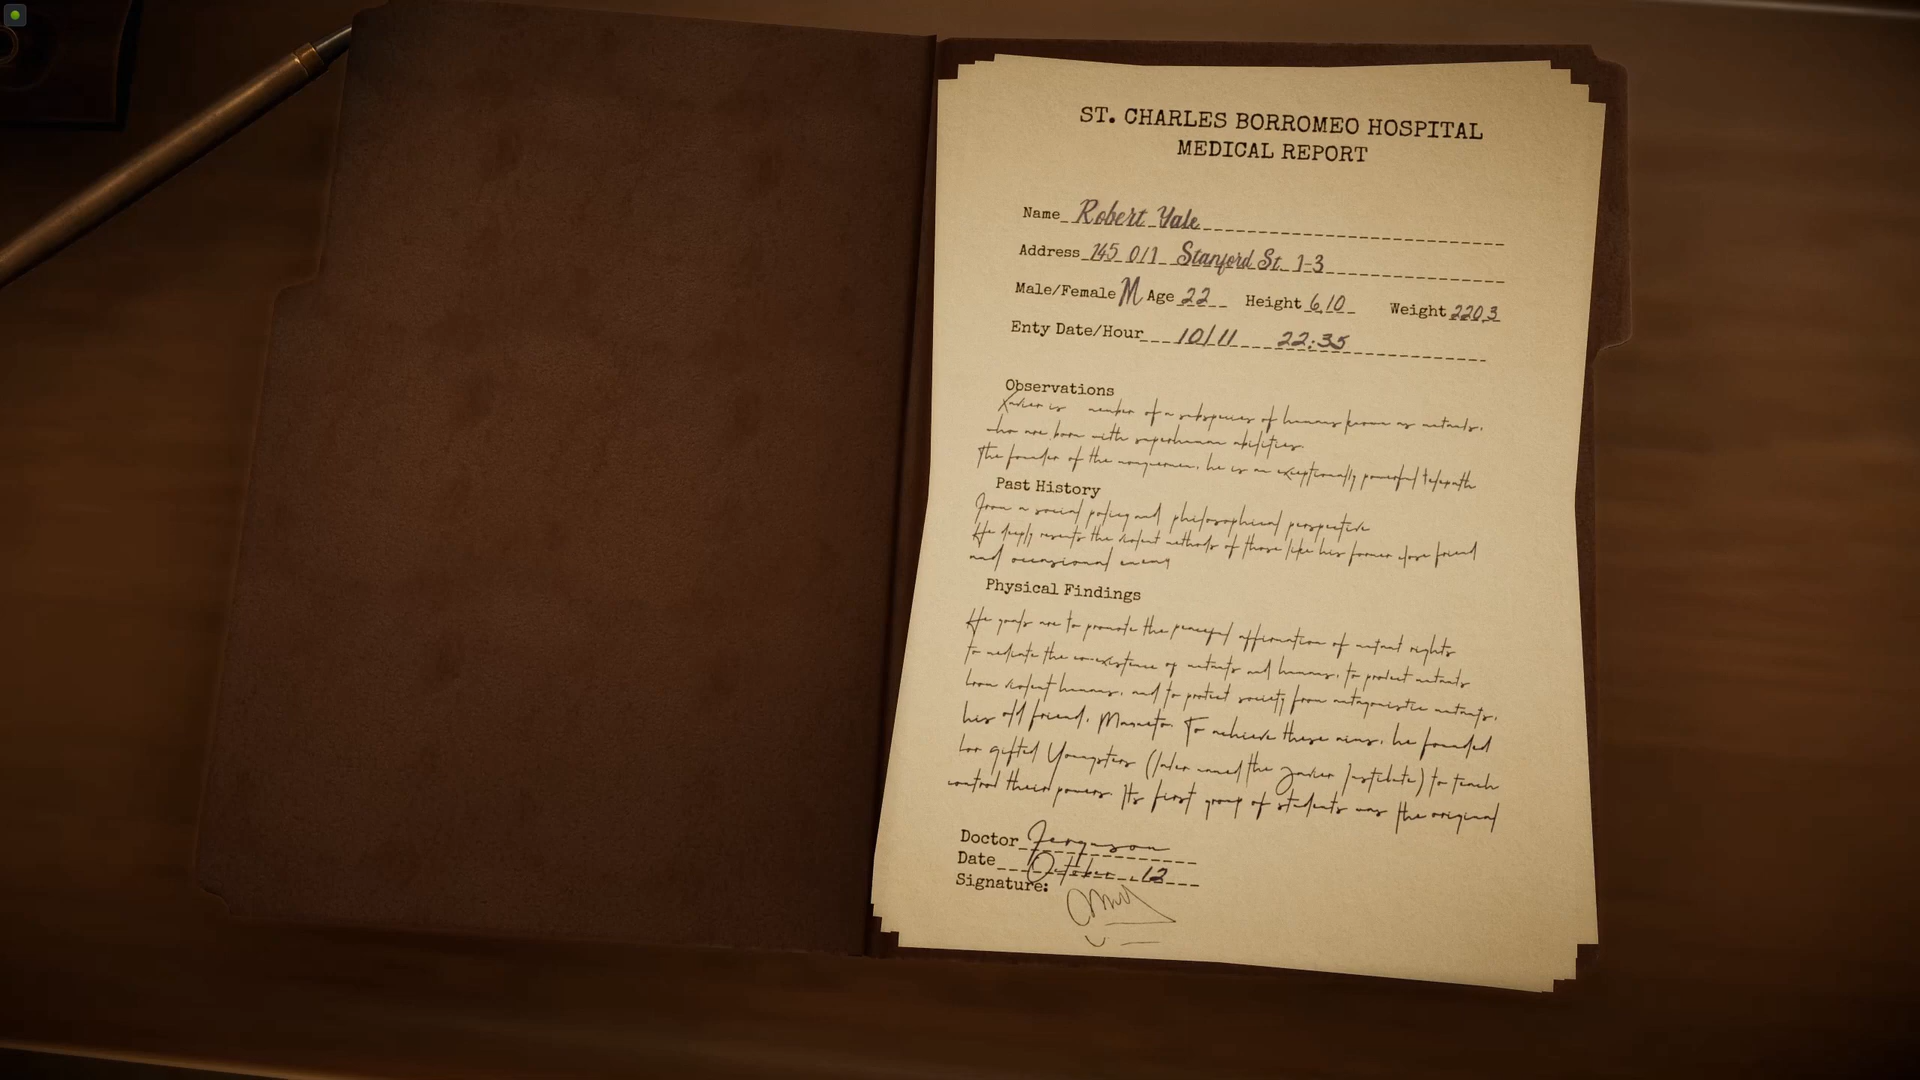 ST. CHARLES BORROMEO HOSPITAL
MEDICAL REPORT
Name Robert Yale
Address 145 0/1 Stanford St. 1-3
Male/Female M Age 22 Height 6,10 Weight 220,3
Enty Date/Hour 10/11 22:35
Observations
Xavier is member of a subspecies of humans known as mutants,
who are born with superhuman abilities.
The founder of the he is an exceptionally powerful telepath
Past History
From a social policy and philosophical perspective
He deeply resents the violent methods of those like his former close friend
and occasional enemy
Physical Findings
He goals are to promote the peaceful affirmation of mutant rights
to mediate the co-existence of mutants and humans, to protect mutants
from violent humans, and to protect society from antagonistic mutants,
his old friend, Magneto. To achieve these aims, he founded
for gifted Youngsters (later named the Xavier Institute) to teach
control their powers. Its first group of students was the original
Doctor Ferguson
Date October 12
Signature: